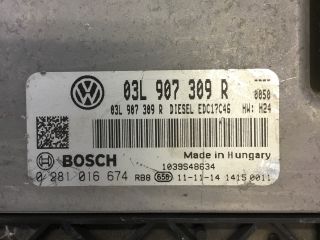 03L 907 309 R ----
0050
03L 907 309 R DIESEL EDC17C46 HW: H24
BOSCH Made in Hungary
1039S48634
0 281 016 674 RB8 656 11-11-14 1415 0011